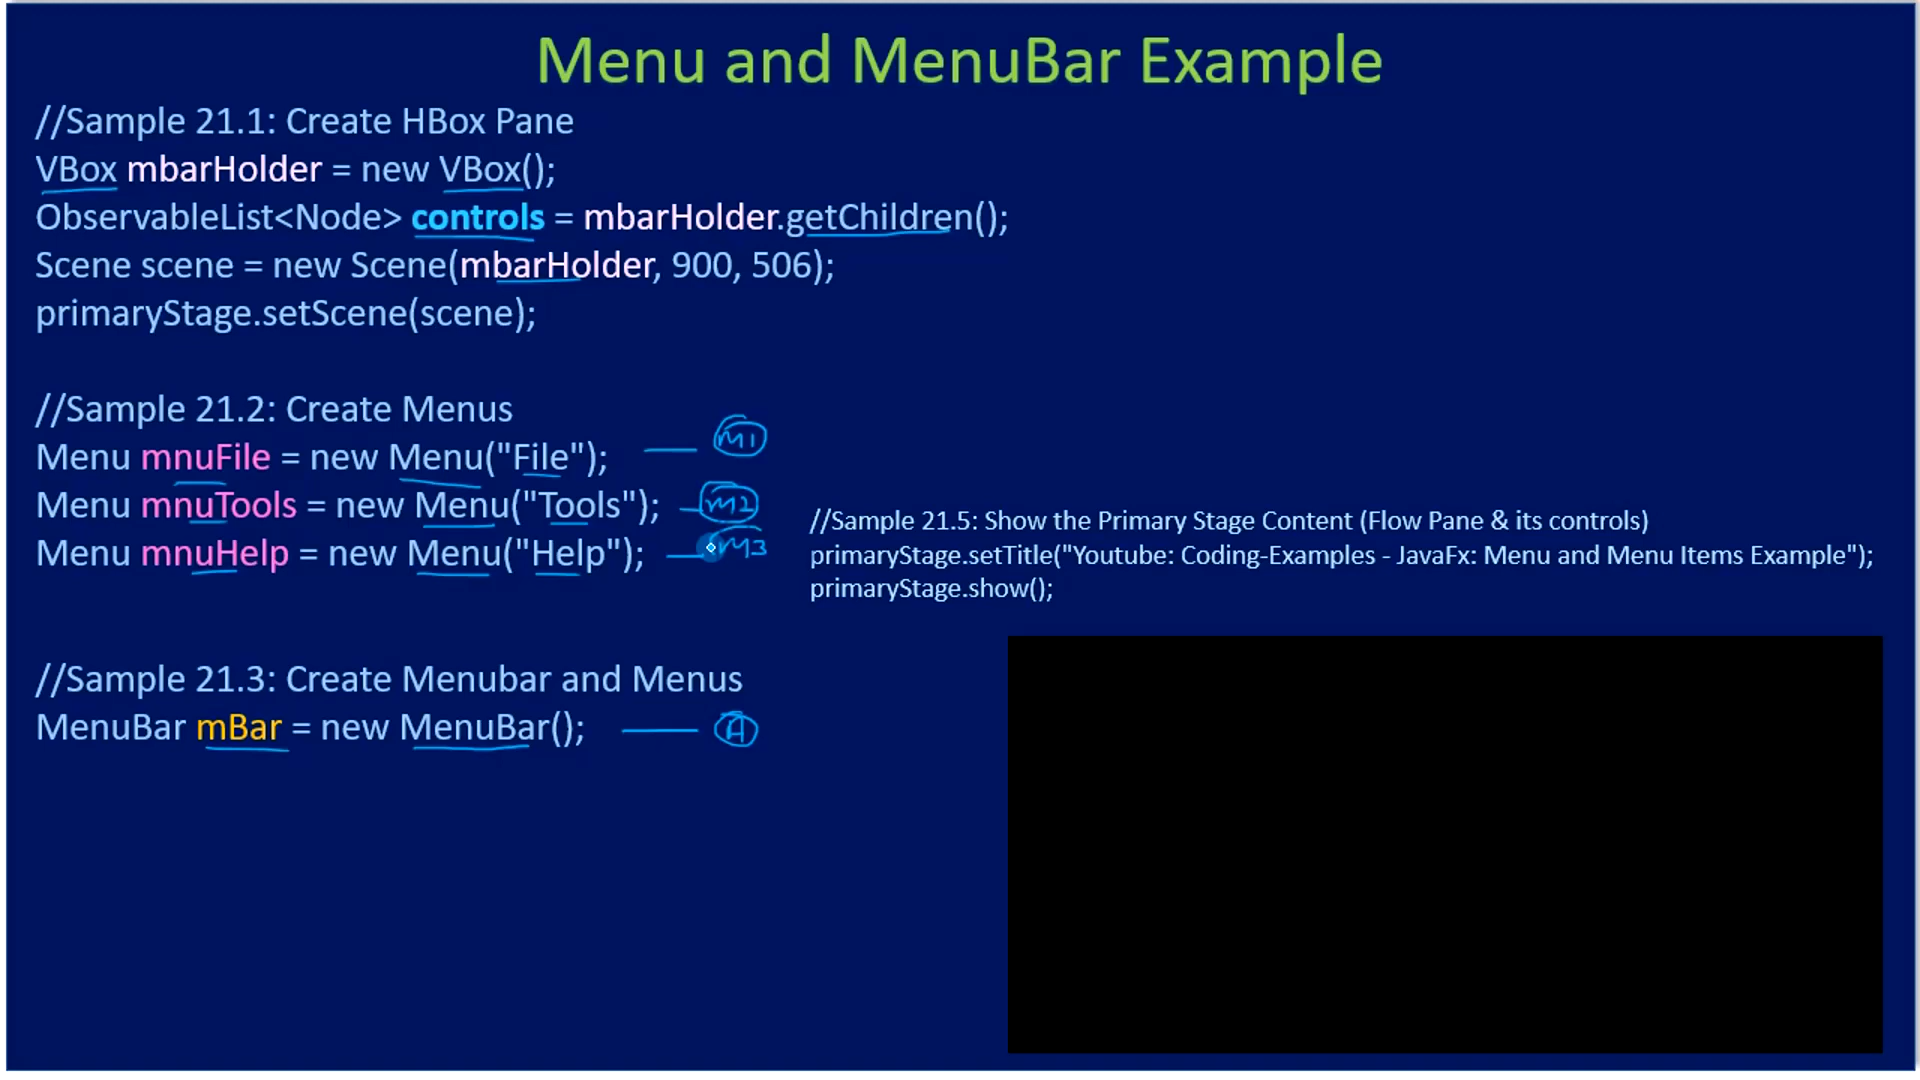 Menu and MenuBar Example
//Sample 21.1: Create HBox Pane
VBox mbarHolder = new VBox();
ObservableList<Node> controls = mbarHolder.getChildren();
Scene scene = new Scene(mbarHolder, 900, 506);
primaryStage.setScene(scene);
//Sample 21.2: Create Menus
Menu mnuFile = new Menu("File"); M1
Menu mnuTools = new Menu("Tools"); M2
Menu mnuHelp = new Menu("Help"); M3
//Sample 21.5: Show the Primary Stage Content (Flow Pane & its controls)
primaryStage.setTitle("Youtube: Coding-Examples - JavaFx: Menu and Menu Items Example");
primaryStage.show();
//Sample 21.3: Create Menubar and Menus
MenuBar mBar = new MenuBar(); A